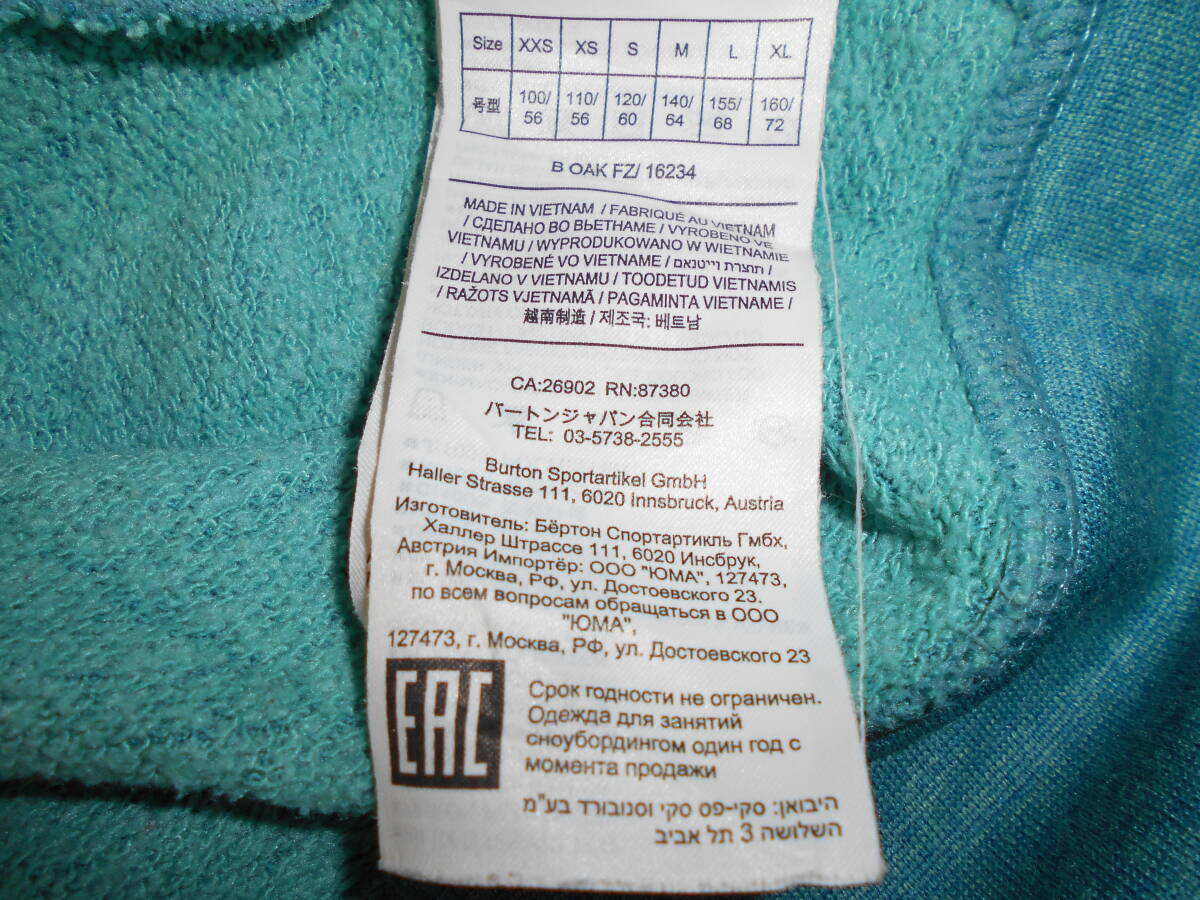 Size XXS XS S M L XL
号型 100/56 110/56 120/60 140/64 155/68 160/72
B OAK FZ/ 16234
MADE IN VIETNAM / FABRIQUÉ AU VIETNAM
/ СДЕЛАНО ВО ВЬЕТНАМЕ / VYROBENO VE
VIETNAMU / WYPRODUKOWANO W WIETNAMIE
/ VYROBENÉ VO VIETNAME / תוצרת וייטנאם /
IZDELANO V VIETNAMU / TOODETUD VIETNAMIS
/ RAŽOTS VJETNAMĀ / PAGAMINTA VIETNAME /
越南制造 / 제조국: 베트남
CA:26902 RN:87380
バートンジャパン合同会社
TEL: 03-5738-2555
Burton Sportartikel GmbH
Haller Strasse 111, 6020 Innsbruck, Austria
Изготовитель: Бёртон Спортартикль Гмбх,
Халлер Штрассе 111, 6020 Инсбрук,
Австрия Импортёр: ООО "ЮМА", 127473,
г. Москва, РФ, ул. Достоевского 23.
по всем вопросам обращаться в ООО
"ЮМА",
127473, г. Москва, РФ, ул. Достоевского 23
EAC
Срок годности не ограничен.
Одежда для занятий
сноубордингом один год с
момента продажи
היבואן: סקי-פס סקי וסנובורד בע"מ
השלושה 3 תל אביב